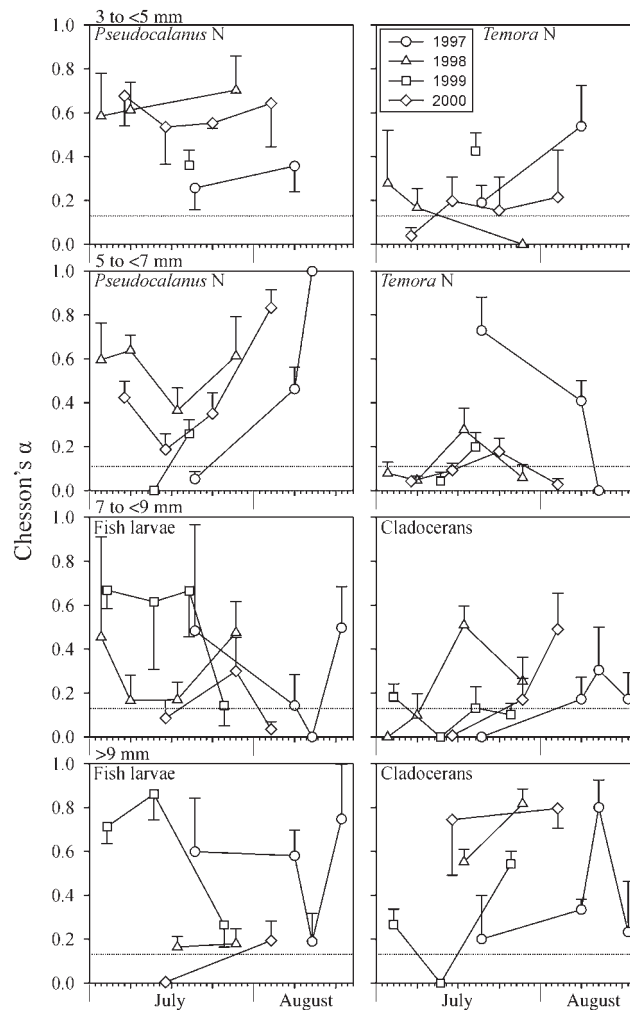 3 to <5 mm
Pseudocalanus N
Temora N
1997
1998
1999
2000
1.0
0.8
0.6
0.4
0.2
0.0
5 to <7 mm
Pseudocalanus N
Temora N
1.0
0.8
0.6
0.4
0.2
0.0
7 to <9 mm
Fish larvae
Cladocerans
1.0
0.8
0.6
0.4
0.2
0.0
>9 mm
Fish larvae
Cladocerans
1.0
0.8
0.6
0.4
0.2
0.0
Chesson's α
July
August
July
August